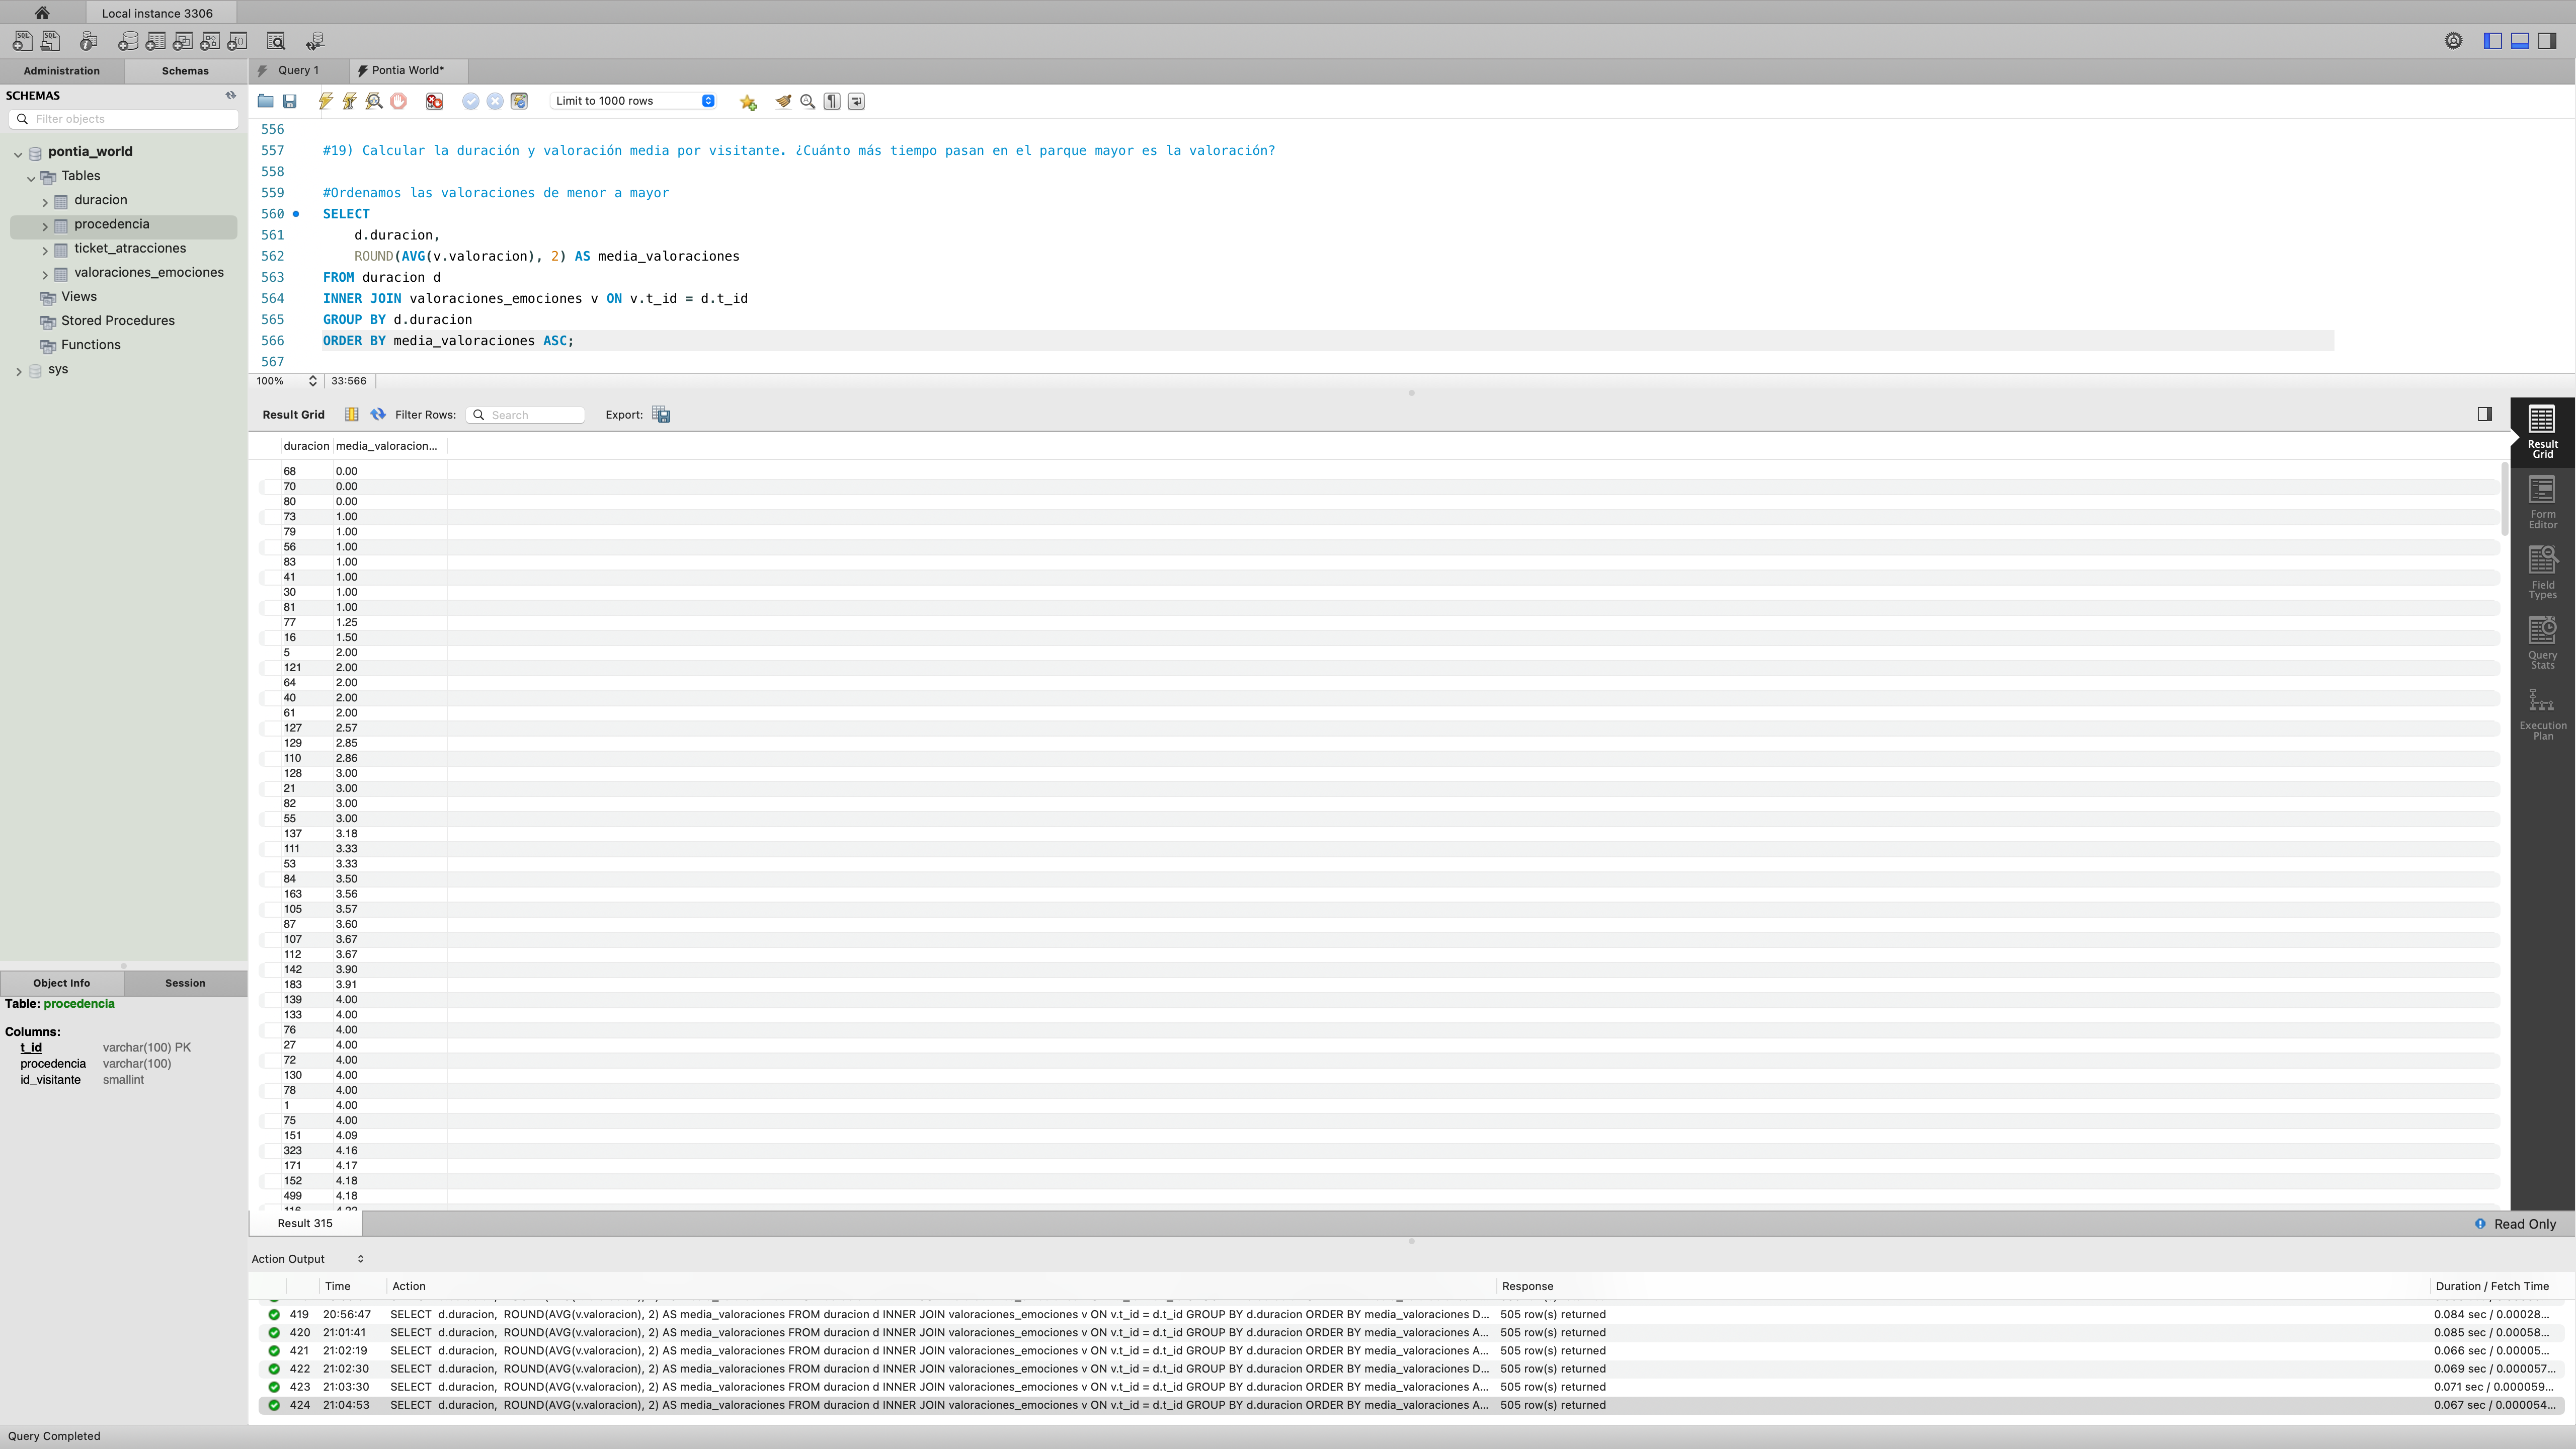 Local instance 3306
Administration
Schemas
Query 1
Pontia World*
SCHEMAS
Filter objects
pontia_world
Tables
duracion
procedencia
ticket_atracciones
valoraciones_emociones
Views
Stored Procedures
Functions
sys
Limit to 1000 rows
556
557 #19) Calcular la duración y valoración media por visitante. ¿Cuánto más tiempo pasan en el parque mayor es la valoración?
558
559 #Ordenamos las valoraciones de menor a mayor
560 SELECT
561 d.duracion,
562 ROUND(AVG(v.valoracion), 2) AS media_valoraciones
563 FROM duracion d
564 INNER JOIN valoraciones_emociones v ON v.t_id = d.t_id
565 GROUP BY d.duracion
566 ORDER BY media_valoraciones ASC;
567
100% 33:566
Result Grid Filter Rows: Search Export:
duracion media_valoracion...
68 0.00
70 0.00
80 0.00
73 1.00
79 1.00
56 1.00
83 1.00
41 1.00
30 1.00
81 1.00
77 1.25
16 1.50
5 2.00
121 2.00
64 2.00
40 2.00
61 2.00
127 2.57
129 2.85
110 2.86
128 3.00
21 3.00
82 3.00
55 3.00
137 3.18
111 3.33
53 3.33
84 3.50
163 3.56
105 3.57
87 3.60
107 3.67
112 3.67
142 3.90
183 3.91
139 4.00
133 4.00
76 4.00
27 4.00
72 4.00
130 4.00
78 4.00
1 4.00
75 4.00
151 4.09
323 4.16
171 4.17
152 4.18
499 4.18
Result
Grid
Form
Editor
Field
Types
Query
Stats
Execution
Plan
Result 315
Read Only
Object Info
Session
Table: procedencia
Columns:
t_id varchar(100) PK
procedencia varchar(100)
id_visitante smallint
Action Output
Time Action Response Duration / Fetch Time
419 20:56:47 SELECT d.duracion, ROUND(AVG(v.valoracion), 2) AS media_valoraciones FROM duracion d INNER JOIN valoraciones_emociones v ON v.t_id = d.t_id GROUP BY d.duracion ORDER BY media_valoraciones D... 505 row(s) returned 0.084 sec / 0.00028...
420 21:01:41 SELECT d.duracion, ROUND(AVG(v.valoracion), 2) AS media_valoraciones FROM duracion d INNER JOIN valoraciones_emociones v ON v.t_id = d.t_id GROUP BY d.duracion ORDER BY media_valoraciones A... 505 row(s) returned 0.085 sec / 0.00058...
421 21:02:19 SELECT d.duracion, ROUND(AVG(v.valoracion), 2) AS media_valoraciones FROM duracion d INNER JOIN valoraciones_emociones v ON v.t_id = d.t_id GROUP BY d.duracion ORDER BY media_valoraciones A... 505 row(s) returned 0.066 sec / 0.00005...
422 21:02:30 SELECT d.duracion, ROUND(AVG(v.valoracion), 2) AS media_valoraciones FROM duracion d INNER JOIN valoraciones_emociones v ON v.t_id = d.t_id GROUP BY d.duracion ORDER BY media_valoraciones D... 505 row(s) returned 0.069 sec / 0.000057...
423 21:03:30 SELECT d.duracion, ROUND(AVG(v.valoracion), 2) AS media_valoraciones FROM duracion d INNER JOIN valoraciones_emociones v ON v.t_id = d.t_id GROUP BY d.duracion ORDER BY media_valoraciones A... 505 row(s) returned 0.071 sec / 0.000059...
424 21:04:53 SELECT d.duracion, ROUND(AVG(v.valoracion), 2) AS media_valoraciones FROM duracion d INNER JOIN valoraciones_emociones v ON v.t_id = d.t_id GROUP BY d.duracion ORDER BY media_valoraciones A... 505 row(s) returned 0.067 sec / 0.000054...
Query Completed